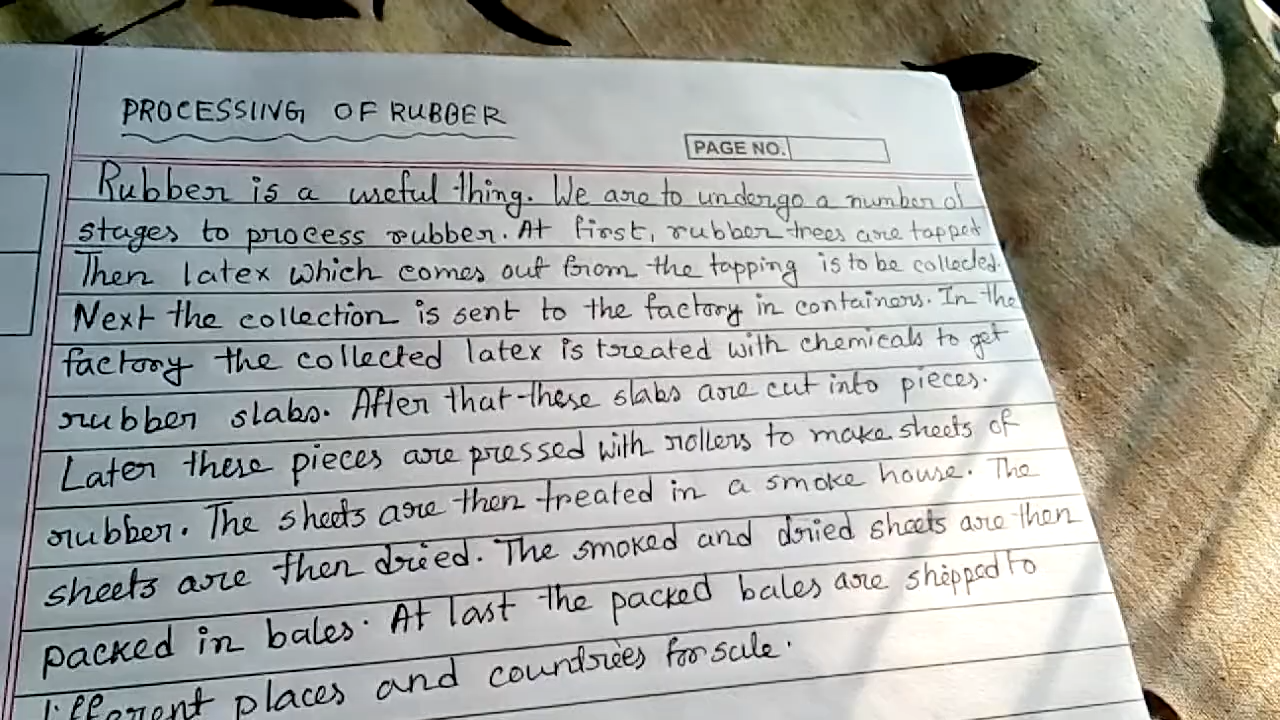 PROCESSING OF RUBBER
PAGE NO.
Rubber is a useful thing. We are to undergo a number of
stages to process rubber. At first, rubber trees are tapped
Then latex which comes out from the tapping is to be collected.
Next the collection is sent to the factory in containers. In the
factory the collected latex is treated with chemicals to get
rubber slabs. After that these slabs are cut into pieces.
Later these pieces are pressed with rollers to make sheets of
rubber. The sheets are then treated in a smoke house. The
sheets are then dried. The smoked and dried sheets are then
packed in bales. At last the packed bales are shipped to
different places and countries for sale.